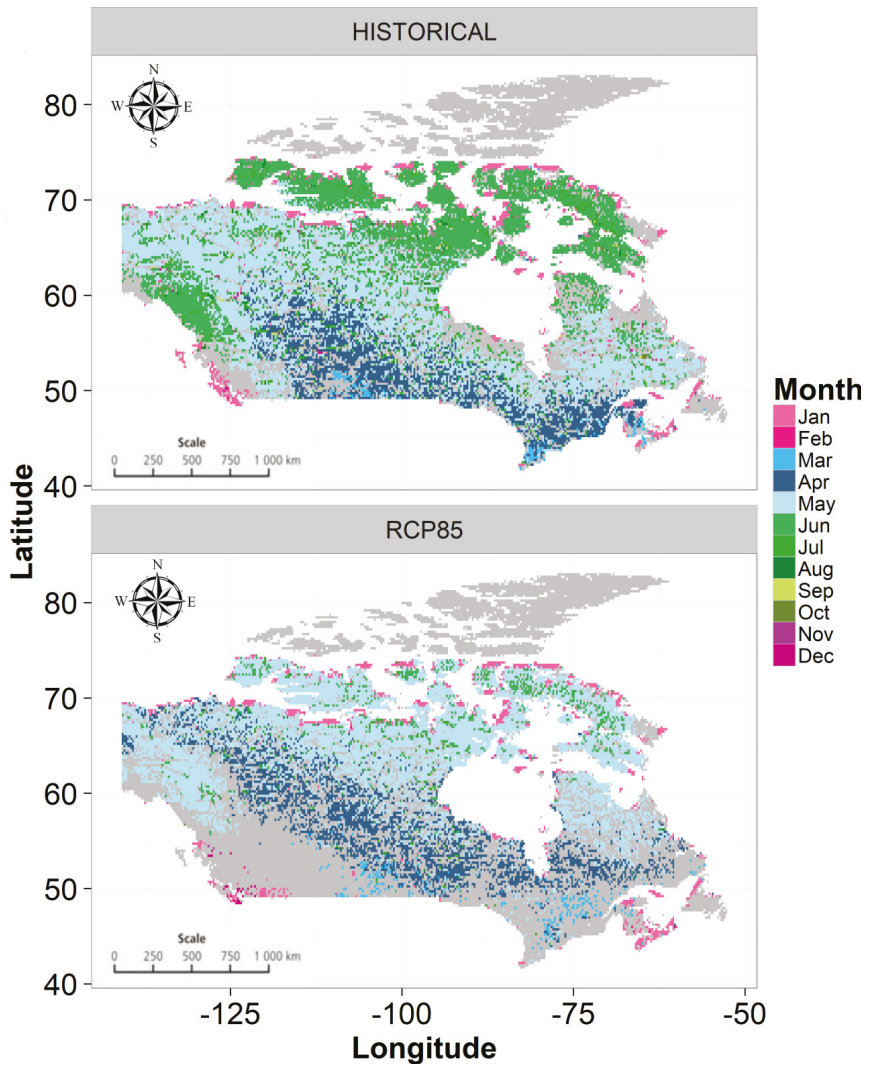 HISTORICAL
N
W E
S
80
70
60
50
40
Scale
0 250 500 750 1 000 km
RCP85
N
W E
S
80
70
60
50
40
Scale
0 250 500 750 1 000 km
-125 -100 -75 -50
Longitude
Latitude
Month
Jan
Feb
Mar
Apr
May
Jun
Jul
Aug
Sep
Oct
Nov
Dec